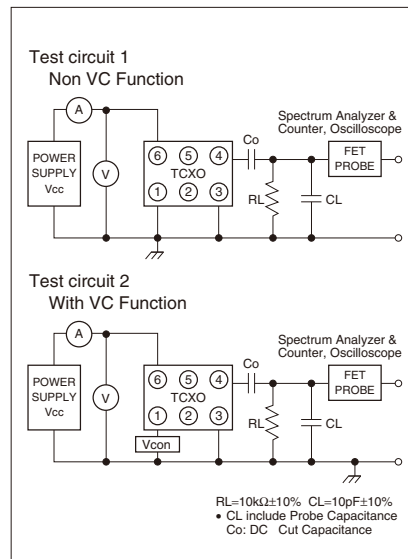 Test circuit 1
Non VC Function
A
Spectrum Analyzer &
Counter, Oscilloscope
Co
POWER
SUPPLY
Vcc
V
6 5 4
TCXO
1 2 3
FET
PROBE
RL
CL
Test circuit 2
With VC Function
A
Spectrum Analyzer &
Counter, Oscilloscope
Co
POWER
SUPPLY
Vcc
V
6 5 4
TCXO
1 2 3
FET
PROBE
Vcon
RL
CL
RL=10kΩ±10% CL=10pF±10%
• CL include Probe Capacitance
Co: DC Cut Capacitance